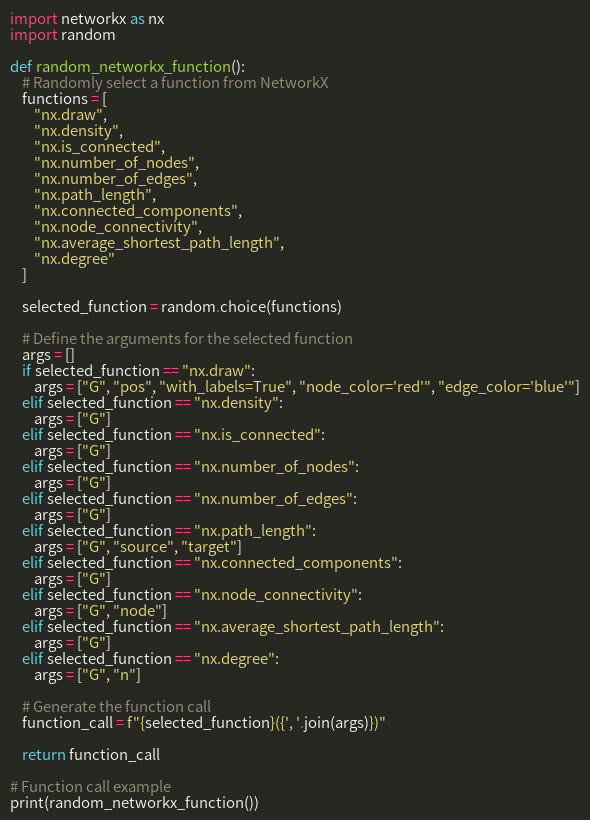 import networkx as nx
import random

def random_networkx_function():
    # Randomly select a function from NetworkX
    functions = [
        "nx.draw",
        "nx.density",
        "nx.is_connected",
        "nx.number_of_nodes",
        "nx.number_of_edges",
        "nx.path_length",
        "nx.connected_components",
        "nx.node_connectivity",
        "nx.average_shortest_path_length",
        "nx.degree"
    ]

    selected_function = random.choice(functions)

    # Define the arguments for the selected function
    args = []
    if selected_function == "nx.draw":
        args = ["G", "pos", "with_labels=True", "node_color='red'", "edge_color='blue'"]
    elif selected_function == "nx.density":
        args = ["G"]
    elif selected_function == "nx.is_connected":
        args = ["G"]
    elif selected_function == "nx.number_of_nodes":
        args = ["G"]
    elif selected_function == "nx.number_of_edges":
        args = ["G"]
    elif selected_function == "nx.path_length":
        args = ["G", "source", "target"]
    elif selected_function == "nx.connected_components":
        args = ["G"]
    elif selected_function == "nx.node_connectivity":
        args = ["G", "node"]
    elif selected_function == "nx.average_shortest_path_length":
        args = ["G"]
    elif selected_function == "nx.degree":
        args = ["G", "n"]

    # Generate the function call
    function_call = f"{selected_function}({', '.join(args)})"

    return function_call

# Function call example
print(random_networkx_function())